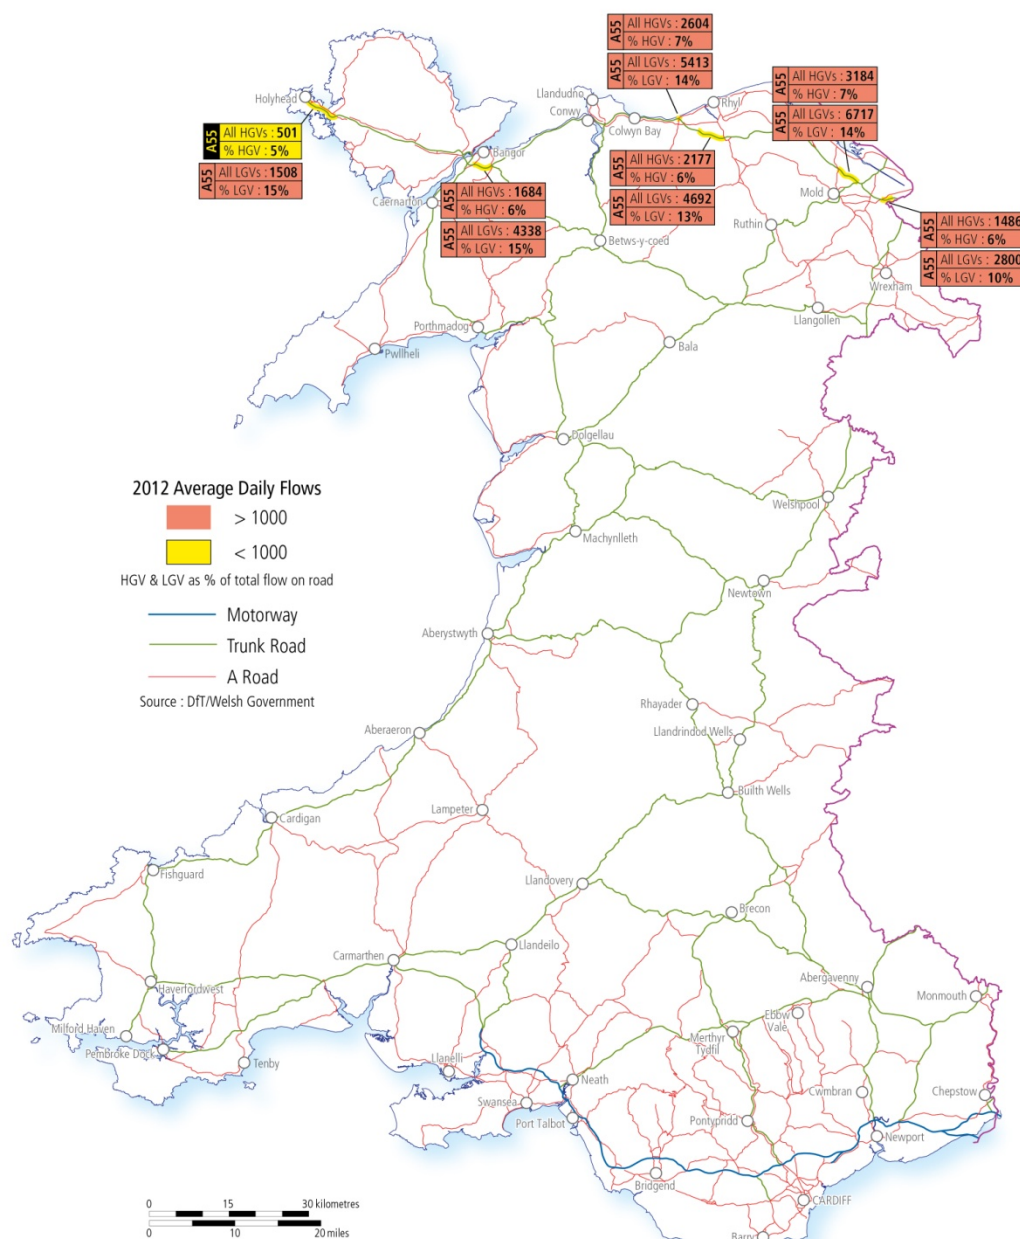 A55
All HGVs : 2604
% HGV : 7%
A55
All LGVs : 5413
% LGV : 14%
A55
All HGVs : 3184
% HGV : 7%
A55
All LGVs : 6717
% LGV : 14%
Holyhead
Llandudno
Conwy
Colwyn Bay
Rhyl
A55
All HGVs : 501
% HGV : 5%
A55
All LGVs : 1508
% LGV : 15%
Bangor
Caernarfon
A55
All HGVs : 1684
% HGV : 6%
A55
All LGVs : 4338
% LGV : 15%
A55
All HGVs : 2177
% HGV : 6%
A55
All LGVs : 4692
% LGV : 13%
Mold
Ruthin
A55
All HGVs : 1486
% HGV : 6%
A55
All LGVs : 2800
% LGV : 10%
Betws-y-coed
Wrexham
Llangollen
Porthmadog
Pwllheli
Bala
Dolgellau
2012 Average Daily Flows
> 1000
< 1000
HGV & LGV as % of total flow on road
Motorway
Trunk Road
A Road
Source : DfT/Welsh Government
Welshpool
Machynlleth
Newtown
Aberystwyth
Rhayader
Llandrindod Wells
Aberaeron
Builth Wells
Lampeter
Cardigan
Fishguard
Llandovery
Brecon
Llandeilo
Carmarthen
Haverfordwest
Abergavenny
Monmouth
Milford Haven
Pembroke Dock
Tenby
Ebbw
Vale
Merthyr
Tydfil
Llanelli
Neath
Swansea
Port Talbot
Cwmbran
Chepstow
Pontypridd
Newport
Bridgend
CARDIFF
Barry
0 15 30 kilometres
0 10 20 miles